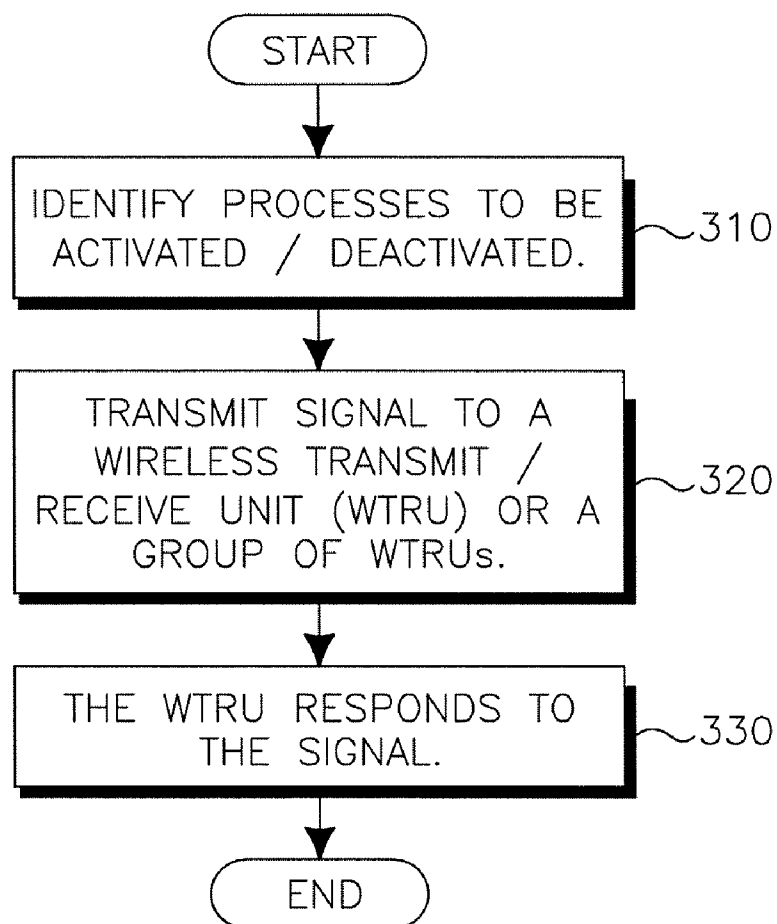 START
IDENTIFY PROCESSES TO BE
ACTIVATED / DEACTIVATED.
310
TRANSMIT SIGNAL TO A
WIRELESS TRANSMIT /
RECEIVE UNIT (WTRU) OR A
GROUP OF WTRUs.
320
THE WTRU RESPONDS TO
THE SIGNAL.
330
END